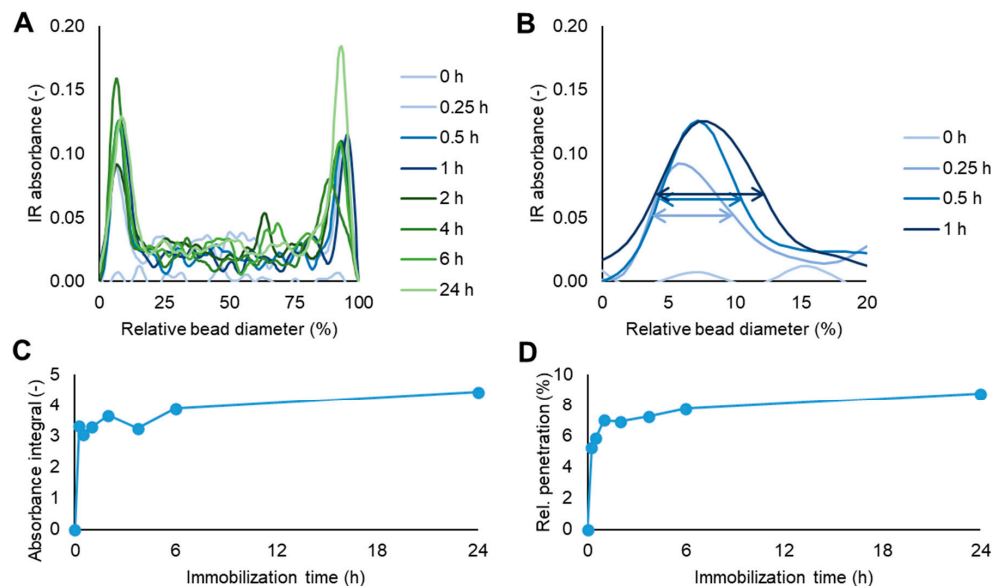 A
IR absorbance (-)
0.20
0.15
0.10
0.05
0.00
0 25 50 75 100
Relative bead diameter (%)
0 h
0.25 h
0.5 h
1 h
2 h
4 h
6 h
24 h
B
IR absorbance (-)
0.20
0.15
0.10
0.05
0.00
0 5 10 15 20
Relative bead diameter (%)
0 h
0.25 h
0.5 h
1 h
C
Absorbance integral (-)
5
4
3
2
1
0
0 6 12 18 24
Immobilization time (h)
D
Rel. penetration (%)
10
8
6
4
2
0
0 6 12 18 24
Immobilization time (h)